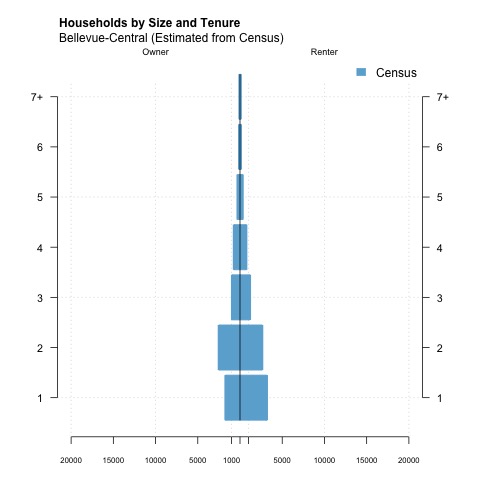 Households by Size and Tenure
Bellevue-Central (Estimated from Census)
Owner Renter
Census
7+ 7+
6 6
5 5
4 4
3 3
2 2
1 1
20000 15000 10000 5000 1000 5000 10000 15000 20000